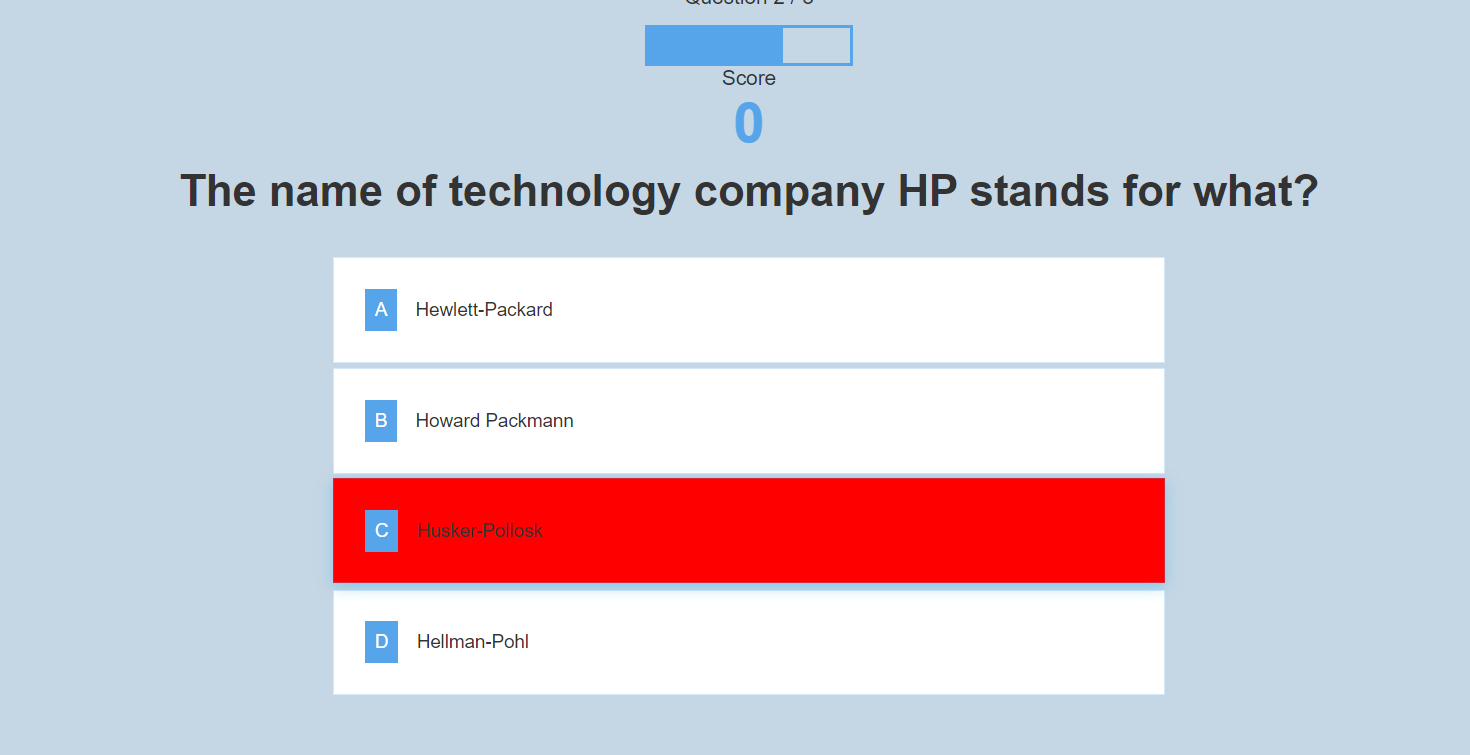 Question 2 / 3
Score
0
The name of technology company HP stands for what?
A Hewlett-Packard
B Howard Packmann
C Husker-Pollosk
D Hellman-Pohl